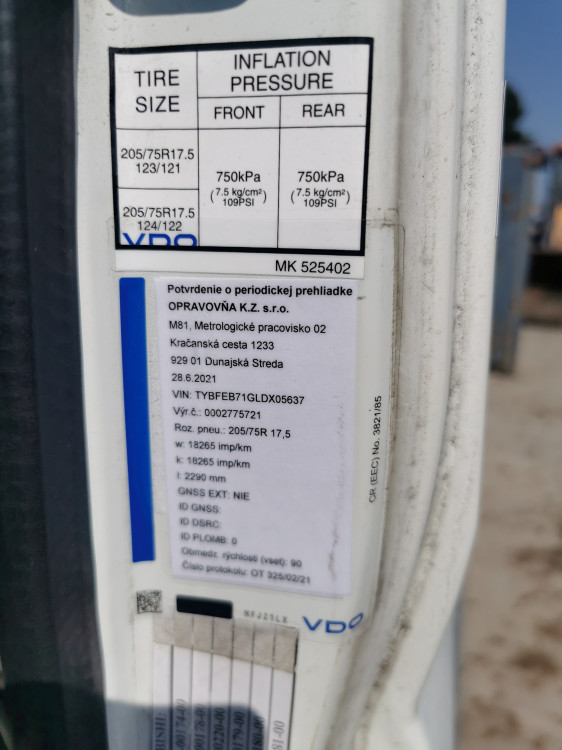 TIRE SIZE
INFLATION PRESSURE
FRONT
REAR
205/75R17.5
123/121
205/75R17.5
124/122
750kPa
(7.5 kg/cm²)
109PSI
750kPa
(7.5 kg/cm²)
109PSI
VDO
MK 525402
Potvrdenie o periodickej prehliadke
OPRAVOVŇA K.Z. s.r.o.
M81, Metrologické pracovisko 02
Kračanská cesta 1233
929 01 Dunajská Streda
28.6.2021
VIN: TYBFEB71GLDX05637
Výr.č.: 0002775721
Roz. pneu.: 205/75R 17,5
w: 18265 imp/km
k: 18265 imp/km
l: 2290 mm
GNSS EXT: NIE
ID GNSS:
ID DSRC:
ID PLOMB: 0
Obmedz. rýchlosti (vset): 90
Číslo protokolu: OT 325/02/21
CR (EEC) No. 3821/85
NFJ23LX
VDO